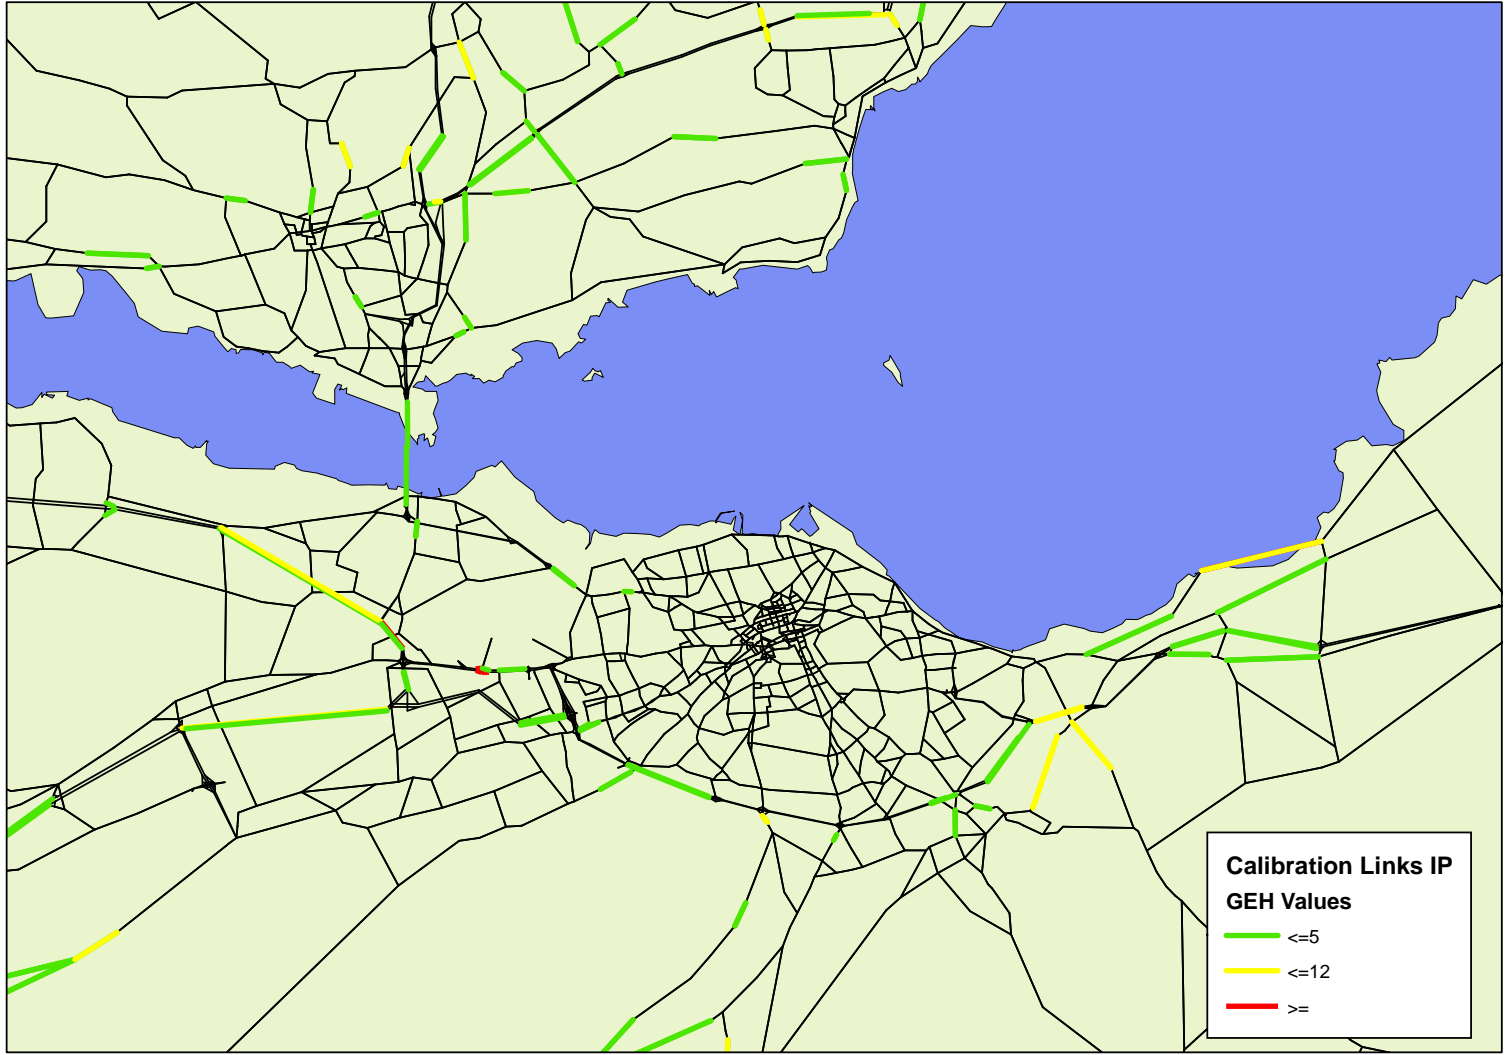 Calibration Links IP
GEH Values
<=5
<=12
>=